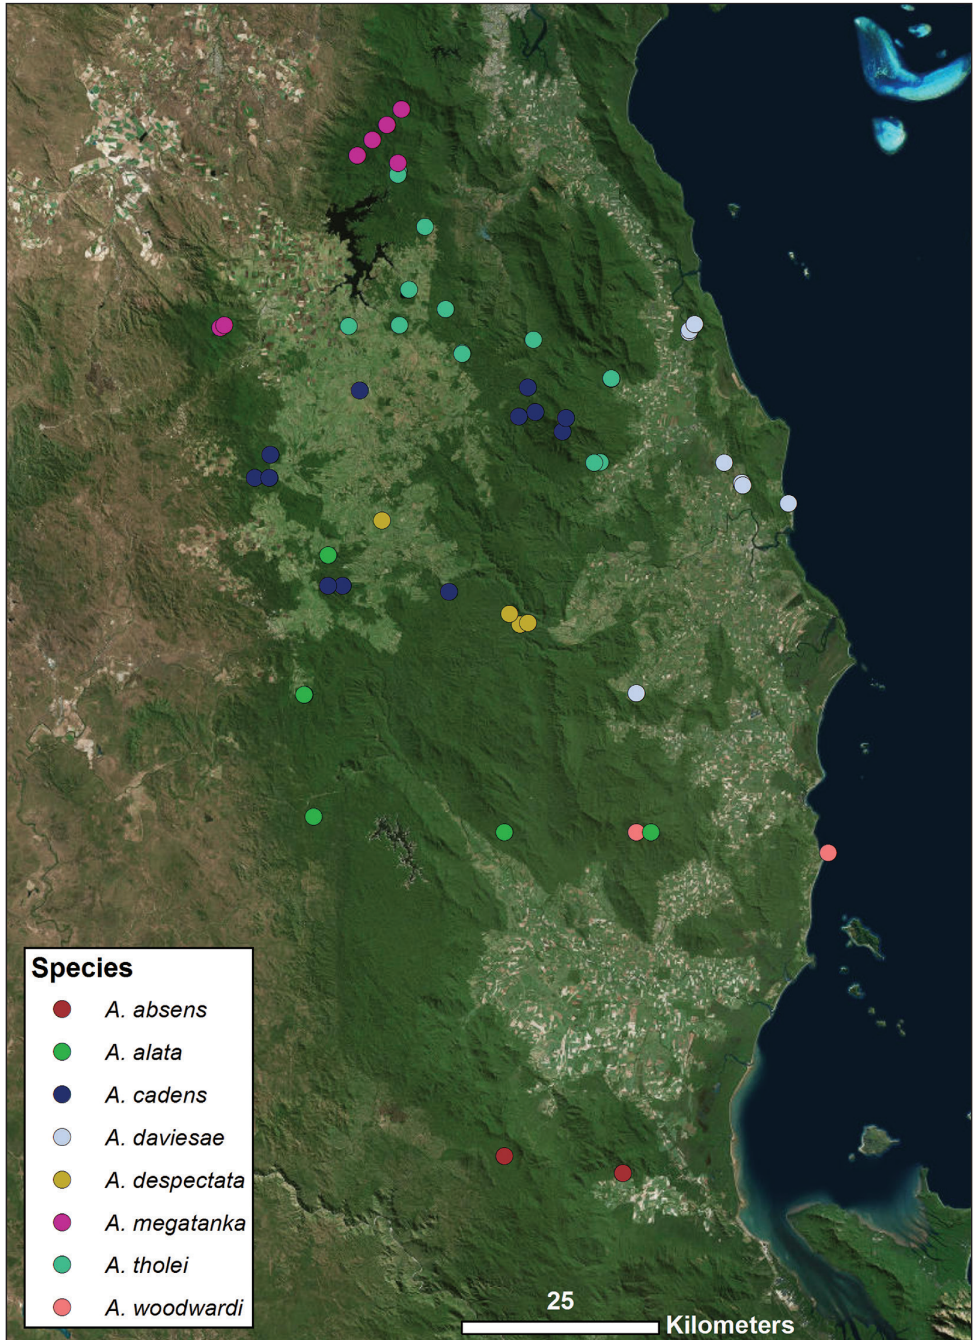 Species
A. absens
A. alata
A. cadens
A. daviesae
A. despectata
A. megatanka
A. tholei
A. woodwardi
25
Kilometers